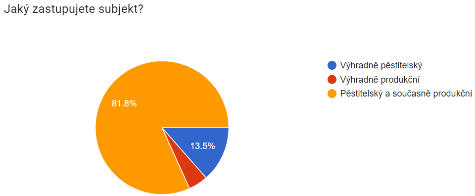 Jaký zastupujete subjekt?
Výhradně pěstitelský
Výhradně produkční
Pěstitelský a současně produkční
81.8%
13.5%